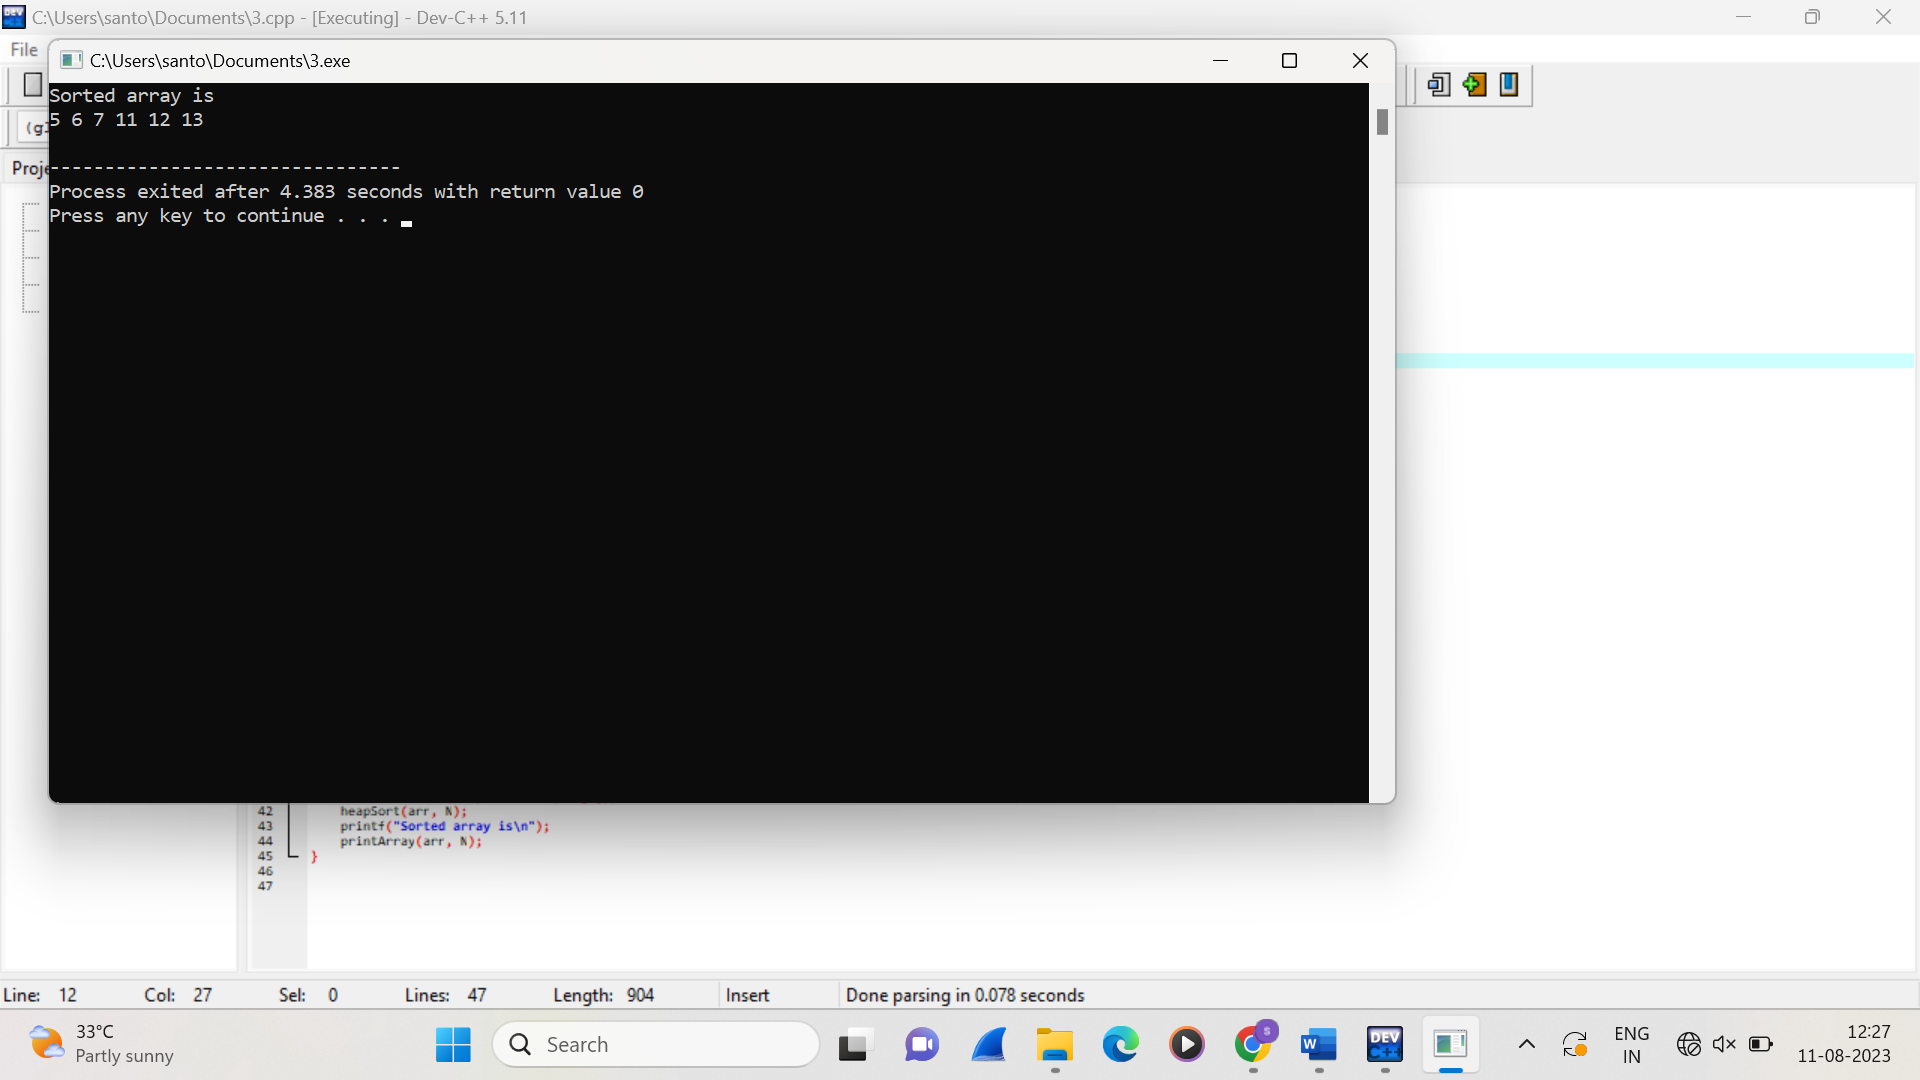 C:\Users\santo\Documents\3.cpp - [Executing] - Dev-C++ 5.11
File
C:\Users\santo\Documents\3.exe
Sorted array is
5 6 7 11 12 13
--------------------------------
Process exited after 4.383 seconds with return value 0
Press any key to continue . . .
42 heapSort(arr, N);
43 printf("Sorted array is\n");
44 printArray(arr, N);
45 }
46
47
Line: 12 Col: 27 Sel: 0 Lines: 47 Length: 904 Insert Done parsing in 0.078 seconds
33°C
Partly sunny
Search
S
W
DEV
C++
ENG
IN
12:27
11-08-2023